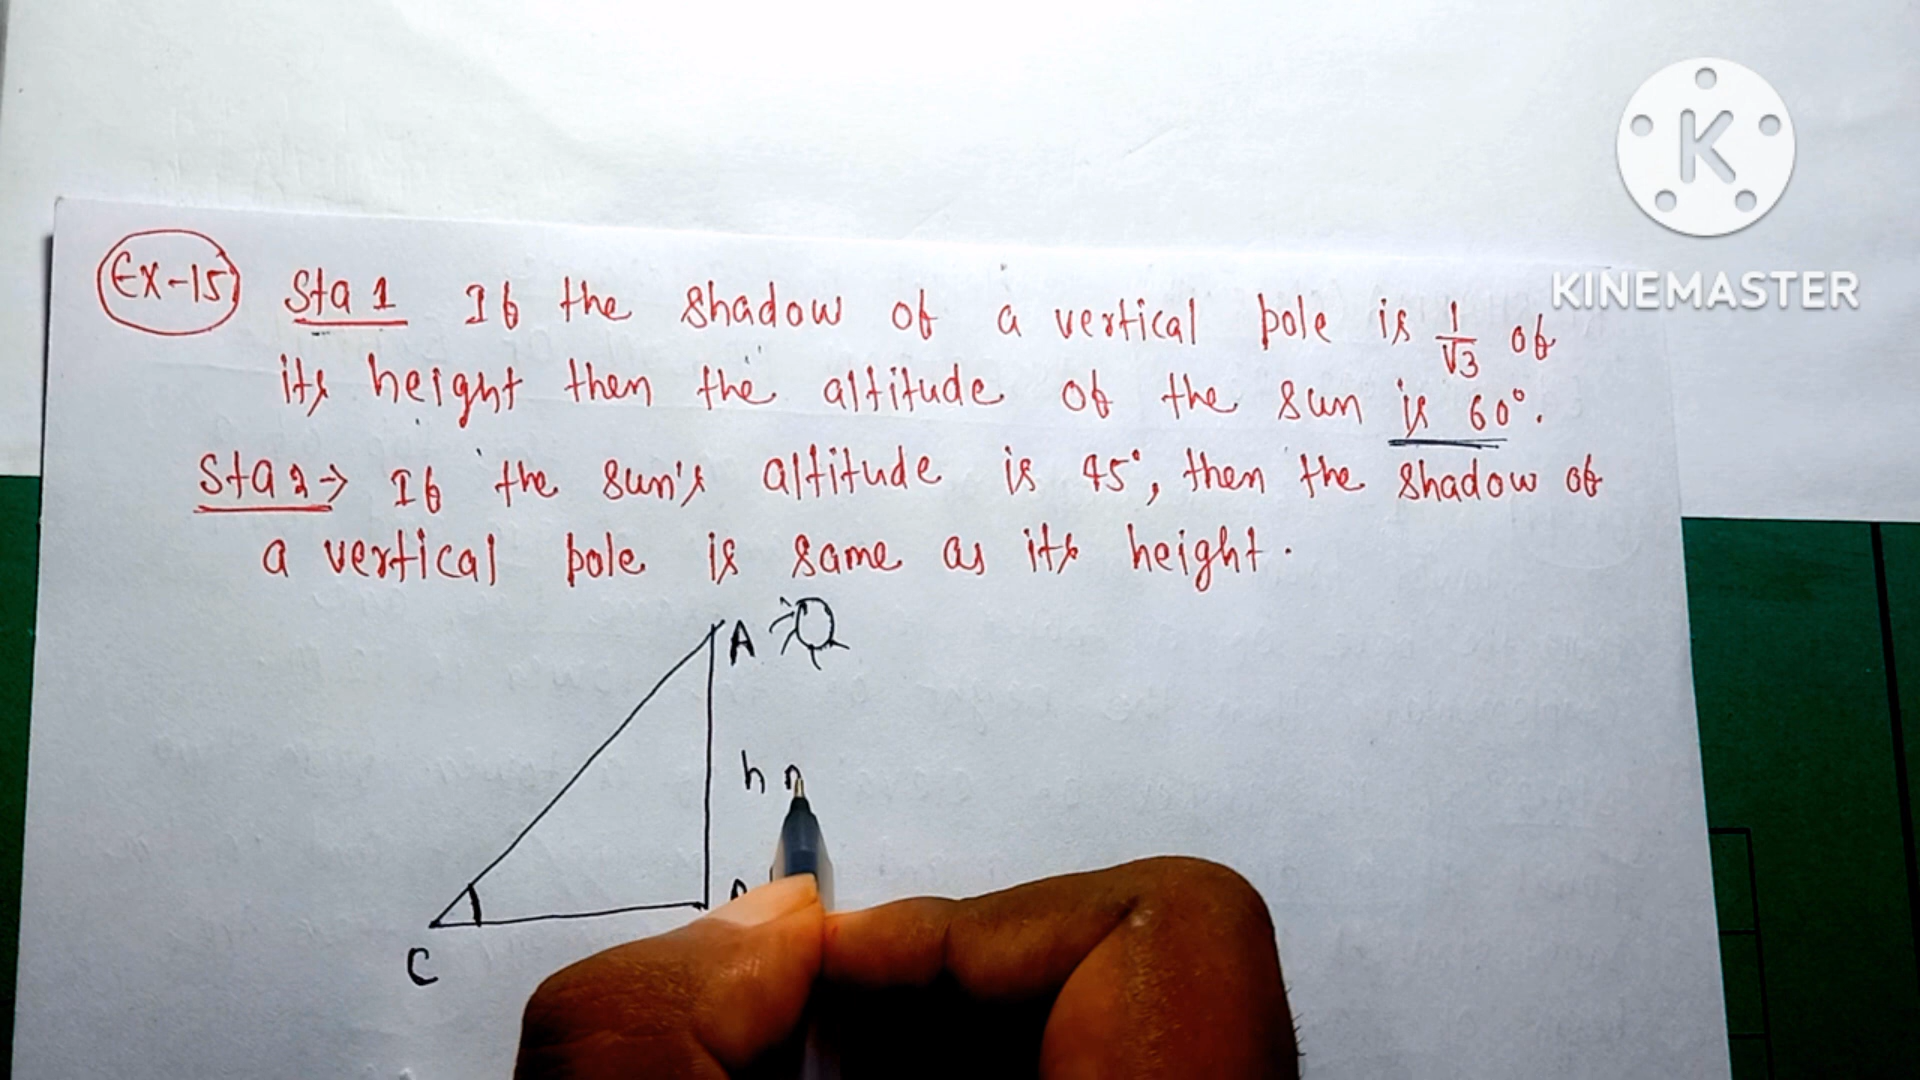 Ex-15 Sta 1 If the shadow of a vertical pole is 1/√3 of
its height then the altitude of the sun is 60°.
Sta 2→ If the sun's altitude is 45°, then the shadow of
a vertical pole is same as its height.
A
h
C
K
KINEMASTER